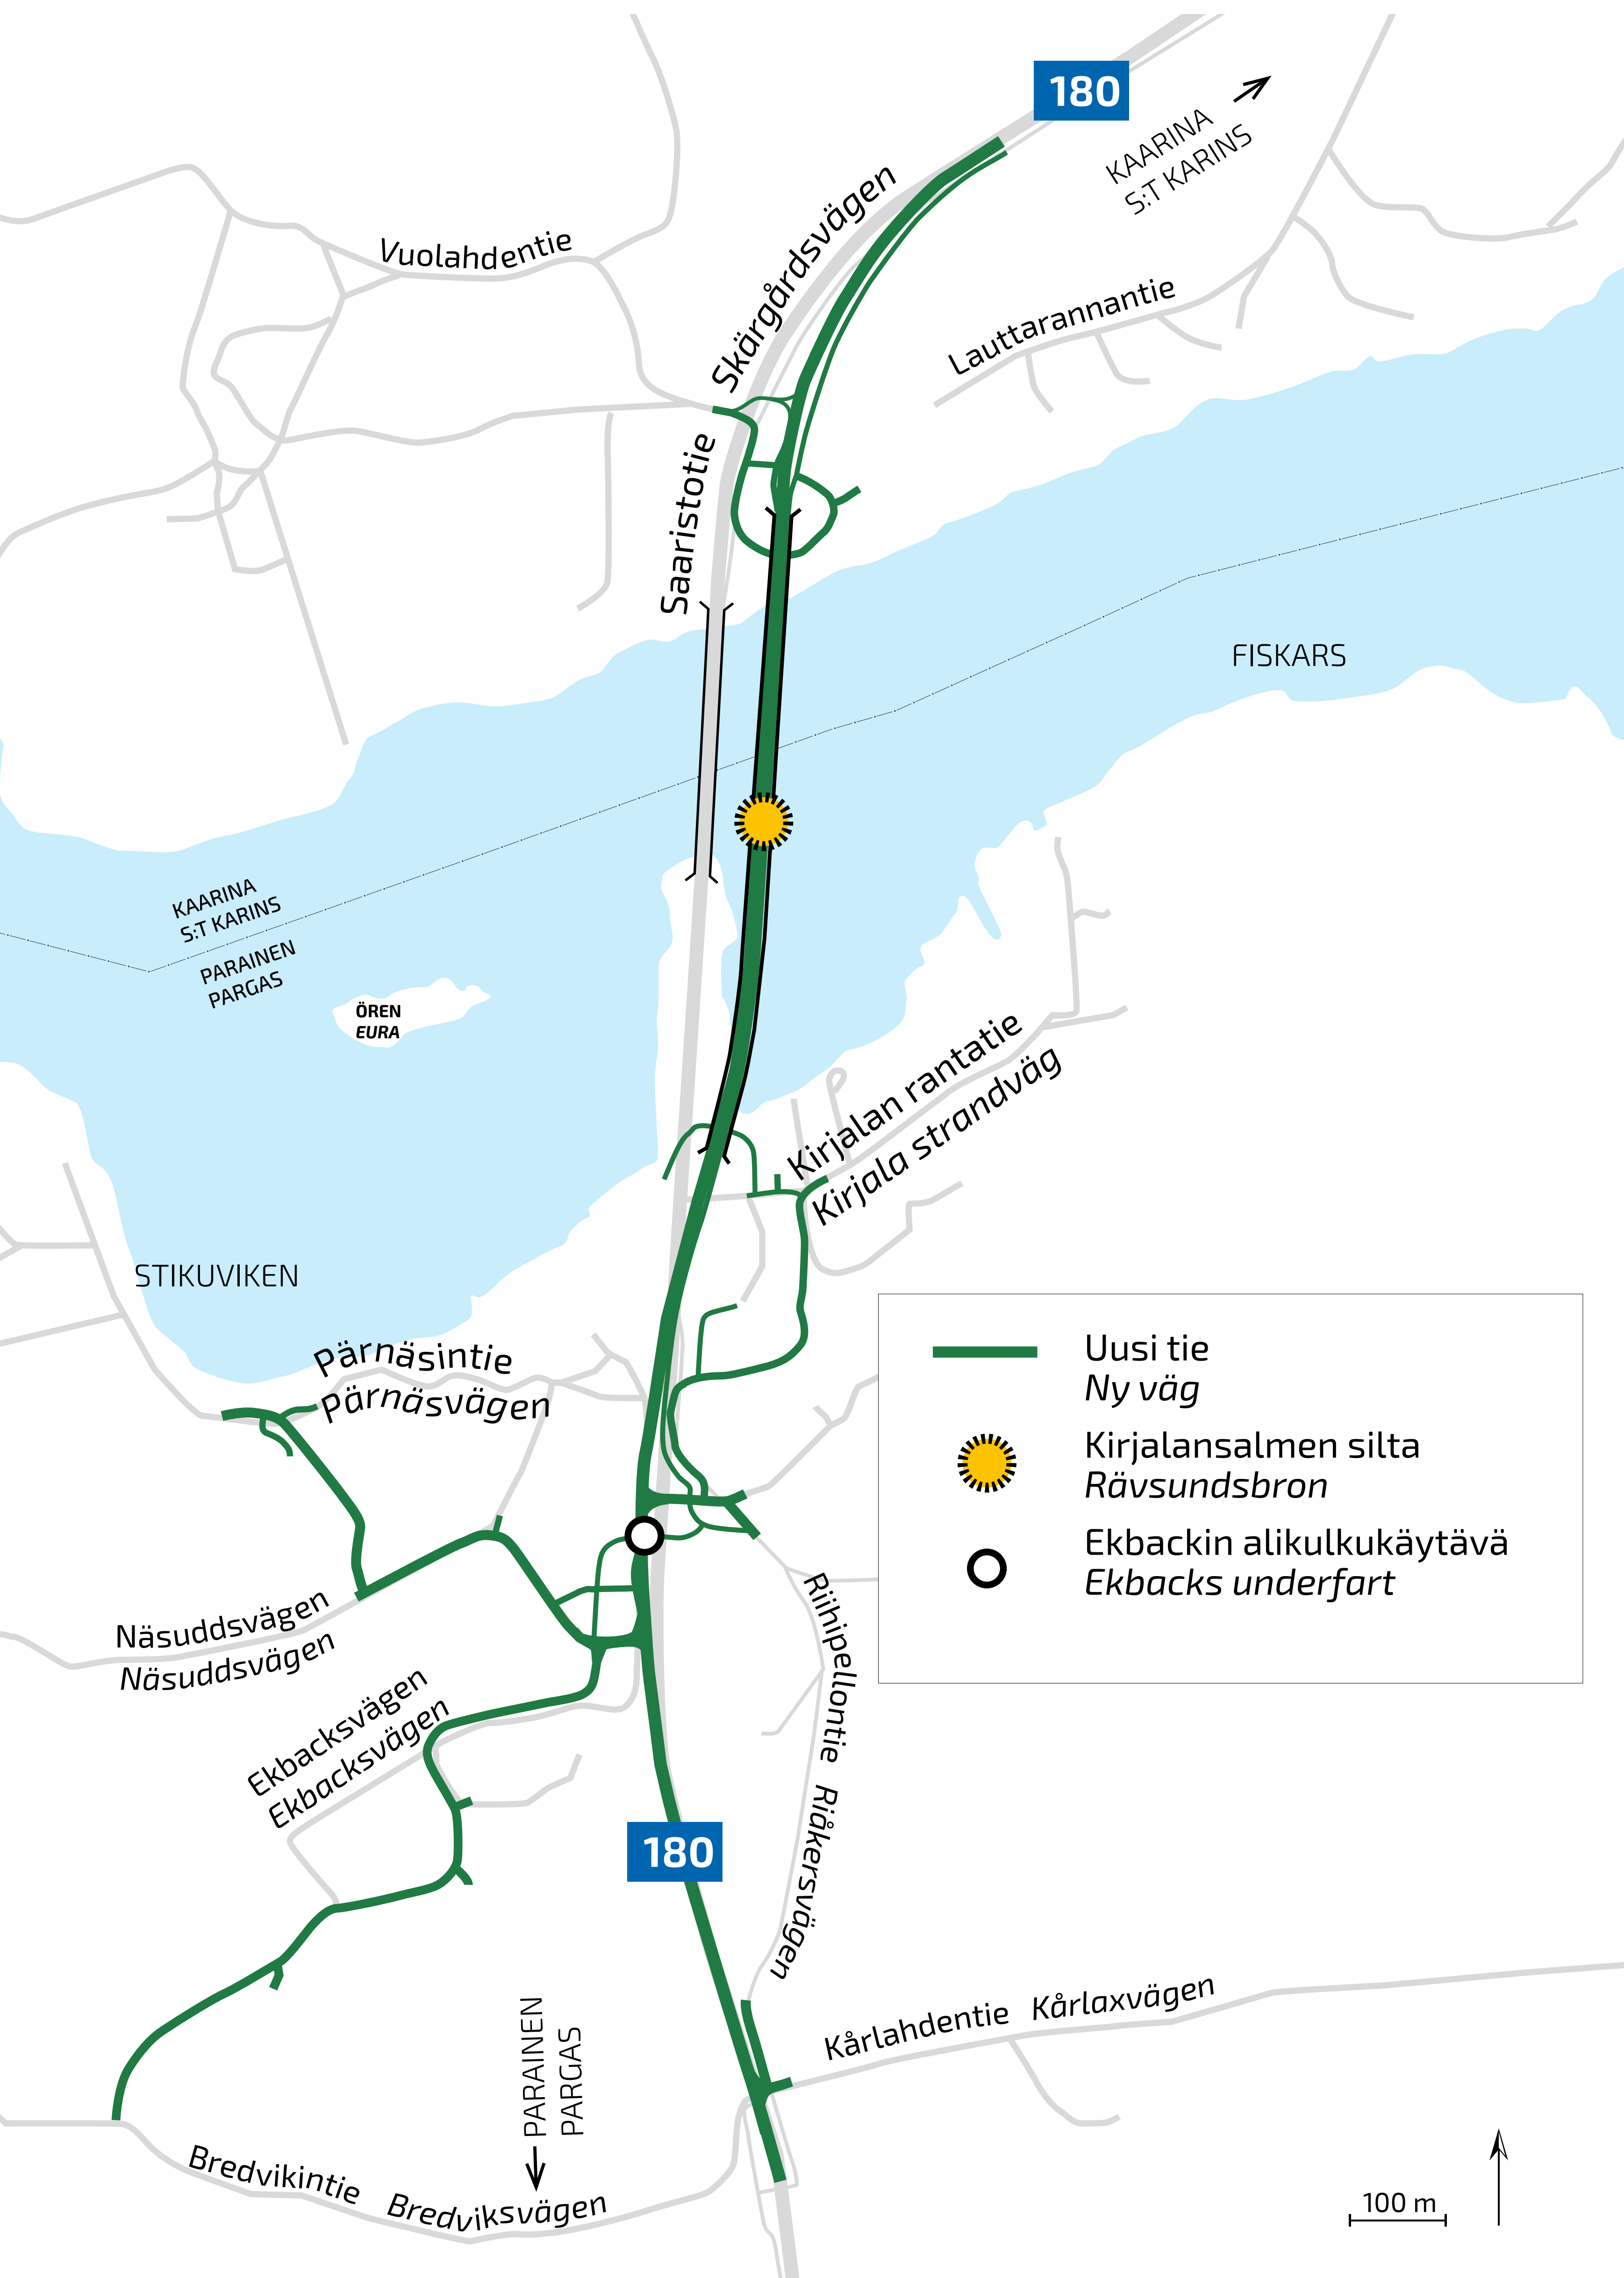 180
KAARINA
S:T KARINS
Vuolahdentie
Skärgårdsvägen
Lauttarannantie
Saaristotie
FISKARS
KAARINA
S:T KARINS
PARAINEN
PARGAS
ÖREN
EURA
Kirjalan rantatie
Kirjala strandväg
STIKUVIKEN
Pärnäsintie
Pärnäsvägen
Uusi tie
Ny väg
Kirjalansalmen silta
Rävsundsbron
Ekbackin alikulkukäytävä
Ekbacks underfart
Näsuddsvägen
Näsuddsvägen
Riihipellontie Riåkersvägen
Ekbacksvägen
Ekbacksvägen
180
Kårlahdentie Kårlaxvägen
PARAINEN
PARGAS
Bredvikintie Bredviksvägen
100 m